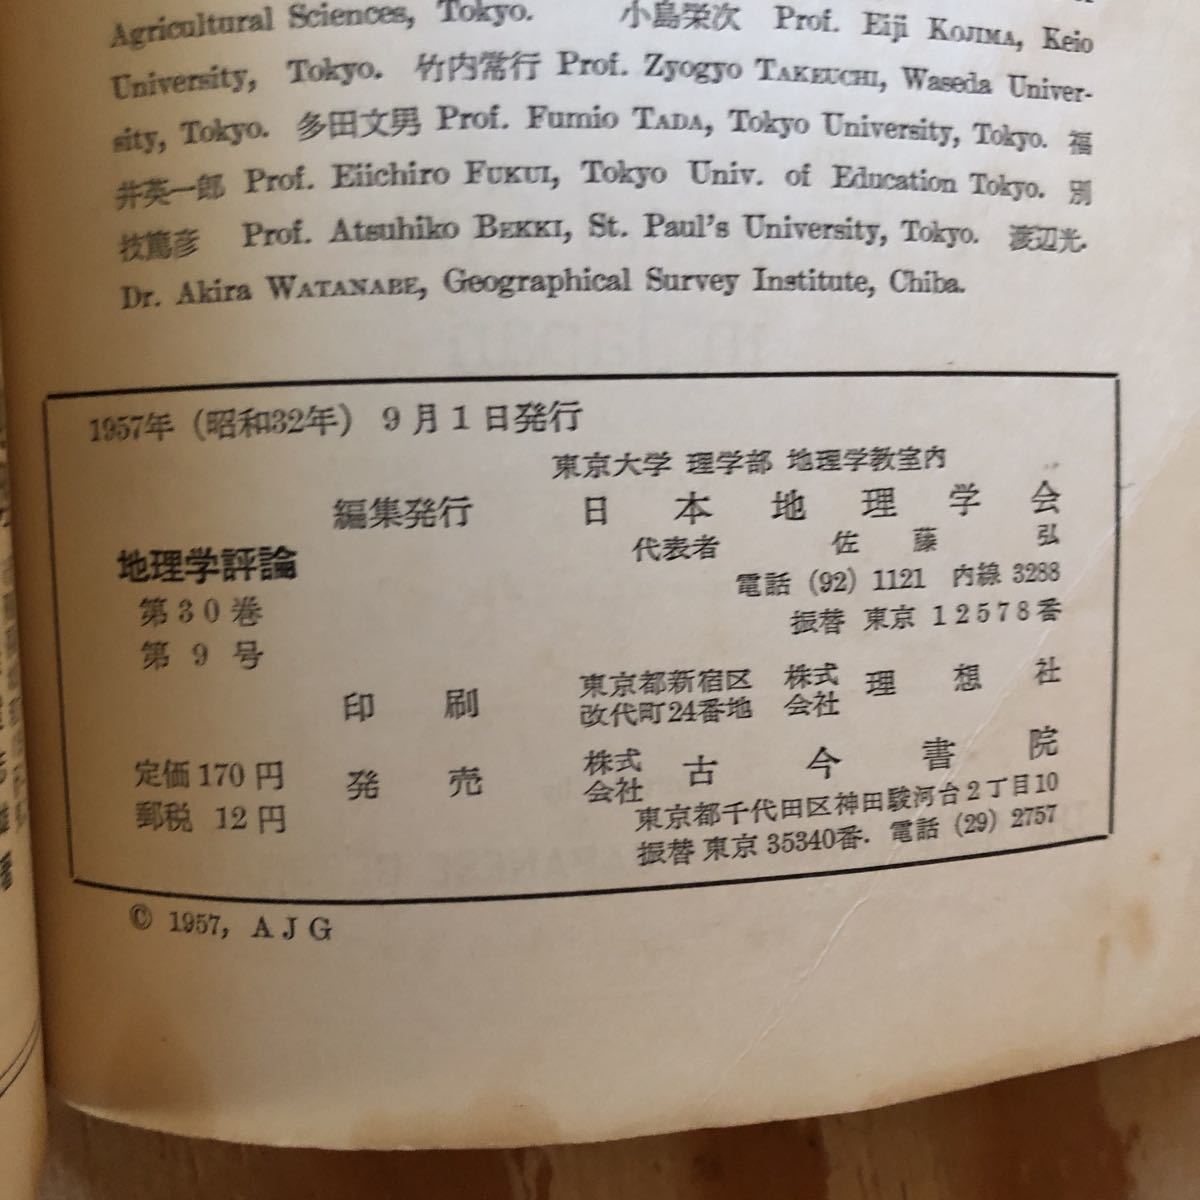 Agricultural Sciences, Tokyo. 小島栄次 Prof. Eiji KOJIMA, Keio
University, Tokyo. 竹内常行 Prof. Zyogyo TAKEUCHI, Waseda Univer-
sity, Tokyo. 多田文男 Prof. Fumio TADA, Tokyo University, Tokyo. 福
井英一郎 Prof. Eiichiro FUKUI, Tokyo Univ. of Education Tokyo. 別
技篤彦 Prof. Atsuhiko BEKKI, St. Paul's University, Tokyo. 渡辺光.
Dr. Akira WATANABE, Geographical Survey Institute, Chiba.
1957年 (昭和32年) 9月1日発行
東京大学 理学部 地理学教室内
編集発行 日本地理学会
代表者 佐藤弘
電話 (92) 1121 内線 3288
振替 東京 12578番
地理学評論
第30巻
第9号
印刷 東京都新宿区改代町24番地 株式会社 理想社
定価 170円
郵税 12円
発売 株式会社 古今書院
東京都千代田区神田駿河台2丁目10
振替 東京 35340番. 電話 (29) 2757
© 1957, AJG